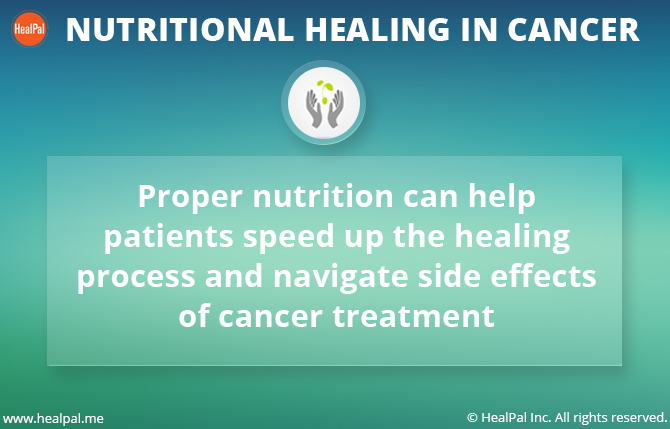 HealPal
NUTRITIONAL HEALING IN CANCER
Proper nutrition can help
patients speed up the healing
process and navigate side effects
of cancer treatment
www.healpal.me
© HealPal Inc. All rights reserved.